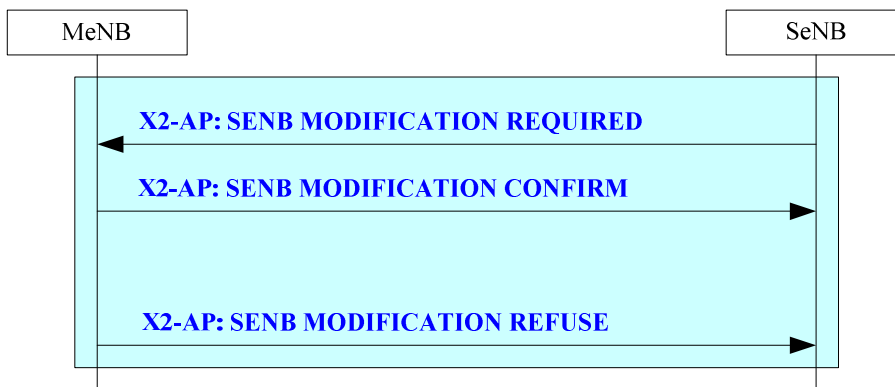 MeNB
SeNB
X2-AP: SENB MODIFICATION REQUIRED
X2-AP: SENB MODIFICATION CONFIRM
X2-AP: SENB MODIFICATION REFUSE